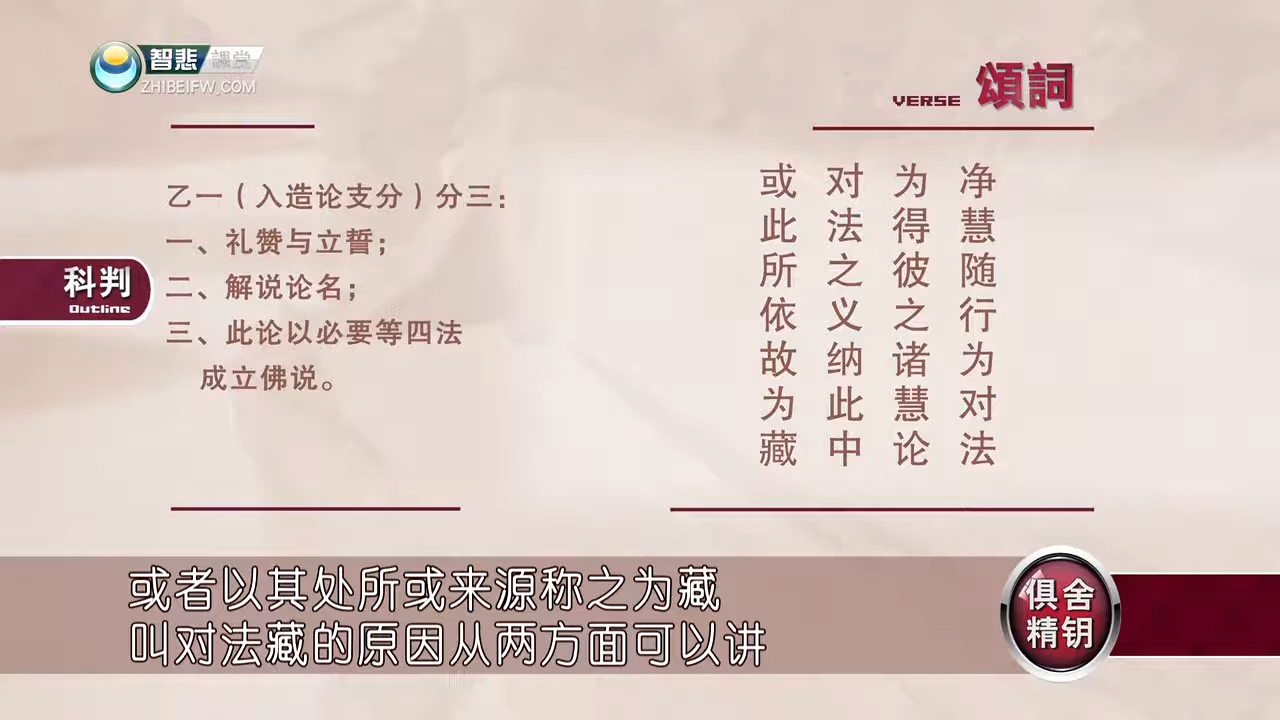 智悲課堂
ZHIBEIFW.COM
VERSE 頌詞
乙一（入造论支分）分三：
一、礼赞与立誓；
二、解说论名；
三、此论以必要等四法
成立佛说。
科判
Outline
净慧随行为对法
为得彼之诸慧论
对法之义纳此中
或此所依故为藏
或者以其处所或来源称之为藏
叫对法藏的原因从两方面可以讲
俱舍
精钥